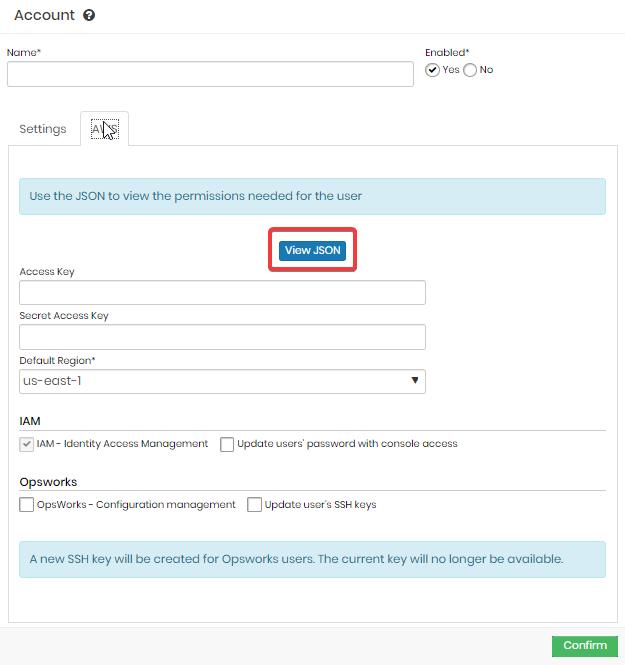 Account
Name*
Enabled*
Yes No
Settings AWS
Use the JSON to view the permissions needed for the user
View JSON
Access Key
Secret Access Key
Default Region*
us-east-1
IAM
IAM - Identity Access Management Update users' password with console access
Opsworks
OpsWorks - Configuration management Update user's SSH keys
A new SSH key will be created for Opsworks users. The current key will no longer be available.
Confirm